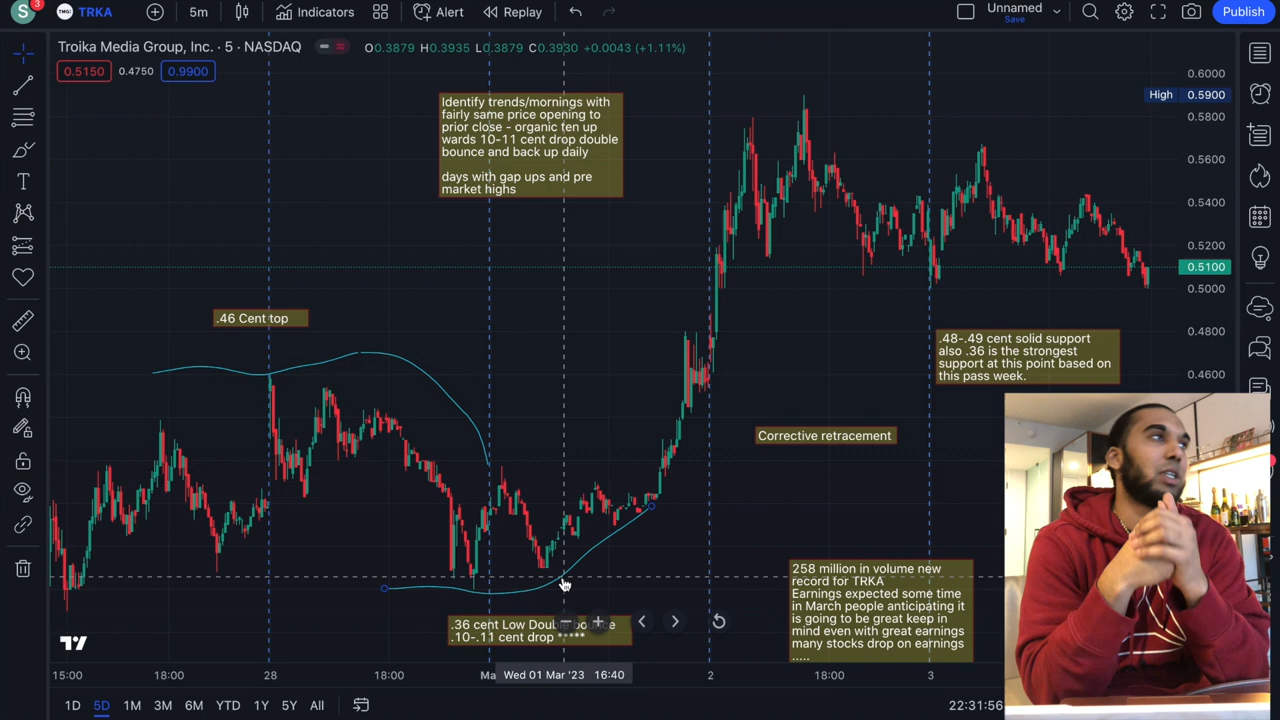 S
3
TMG
TRKA
5m
Indicators
Alert
Replay
Unnamed
Save
Publish
Troika Media Group, Inc. · 5 · NASDAQ
O0.3879 H0.3935 L0.3879 C0.3930 +0.0043 (+1.11%)
0.5150
0.4750
0.9900
Identify trends/mornings with
fairly same price opening to
prior close - organic ten up
wards 10-11 cent drop double
bounce and back up daily
days with gap ups and pre
market highs
0.6000
High 0.5900
0.5800
0.5600
0.5400
0.5200
0.5100
0.5000
0.4800
0.4600
.46 Cent top
.48-.49 cent solid support
also .36 is the strongest
support at this point based on
this pass week.
Corrective retracement
258 million in volume new
record for TRKA
Earnings expected some time
in March people anticipating it
is going to be great keep in
mind even with great earnings
many stocks drop on earnings
.....
.36 cent Low Double bounce
.10-.11 cent drop *****
15:00
18:00
28
18:00
Ma
Wed 01 Mar '23 16:40
2
18:00
3
1D 5D 1M 3M 6M YTD 1Y 5Y All
22:31:56